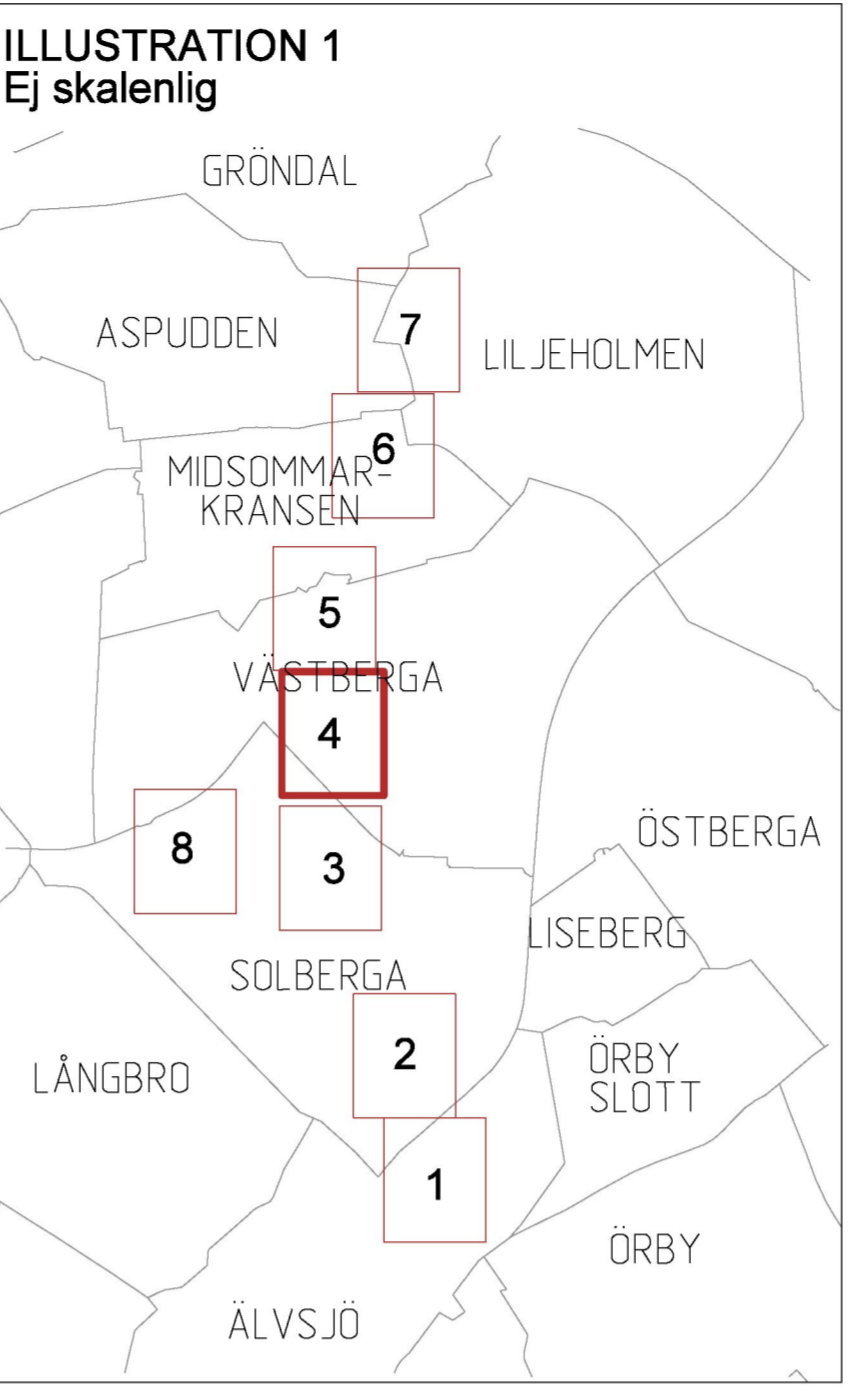 ILLUSTRATION 1
Ej skalenlig
GRÖNDAL
7
ASPUDDEN
LILJEHOLMEN
6
MIDSOMMAR-
KRANSEN
5
VÄSTBERGA
4
ÖSTBERGA
8
3
LISEBERG
SOLBERGA
2
ÖRBY
SLOTT
LÅNGBRO
1
ÖRBY
ÄLVSJÖ